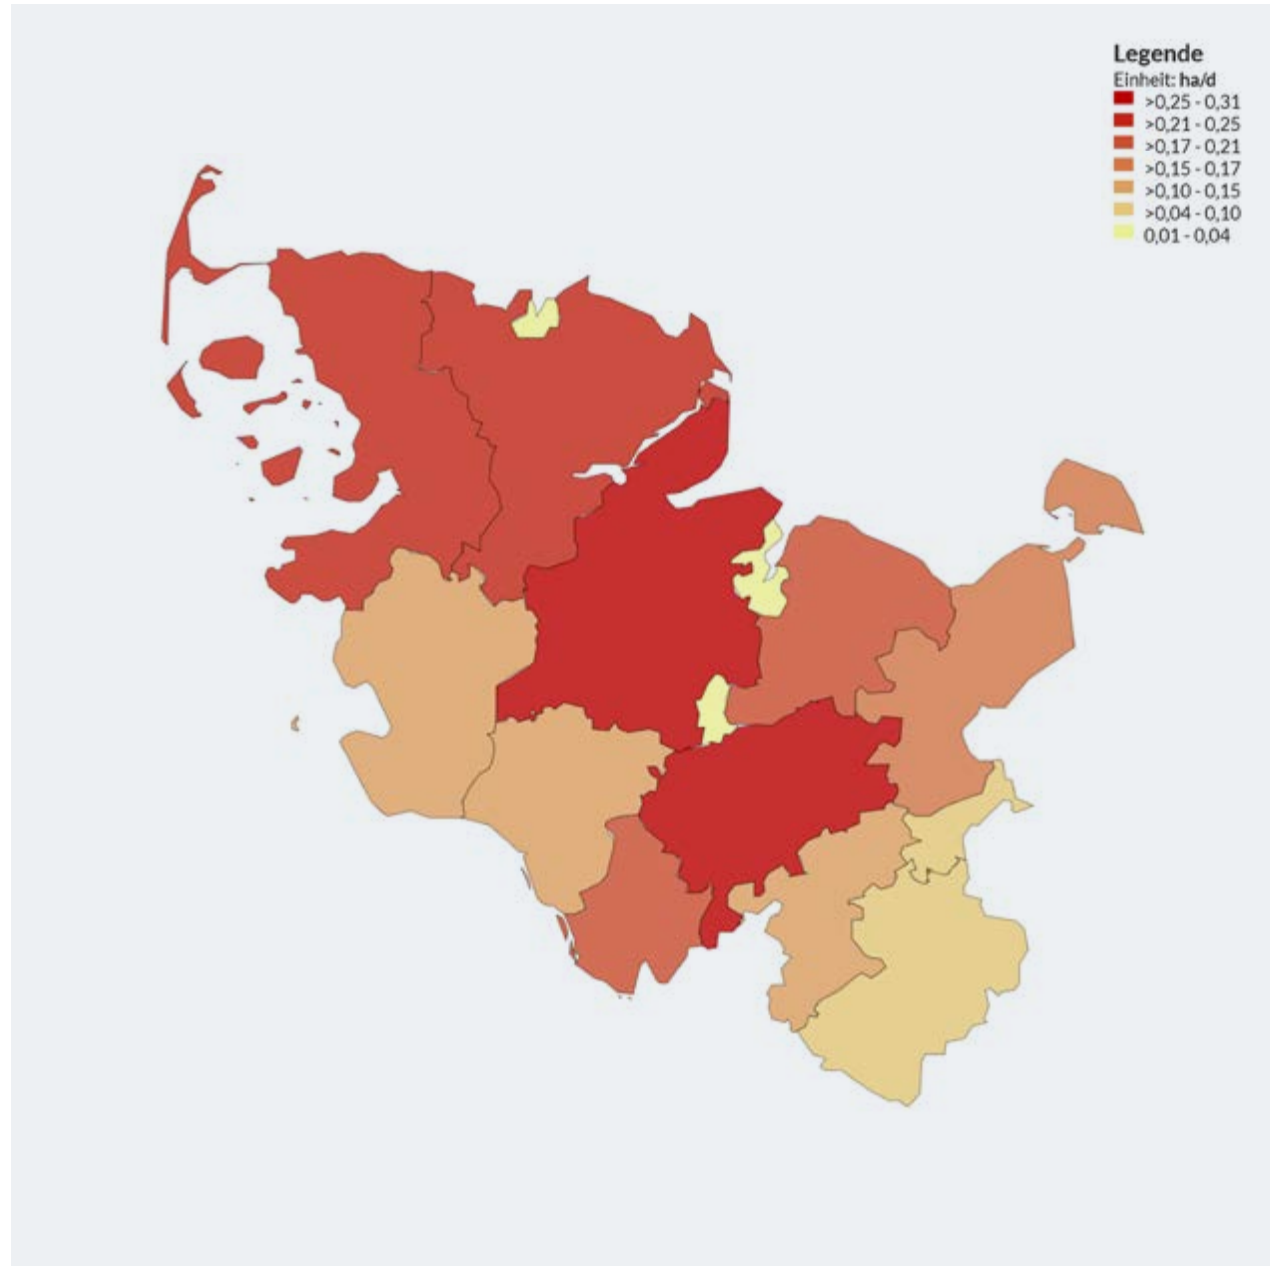 Legende
Einheit: ha/d
>0,25 - 0,31
>0,21 - 0,25
>0,17 - 0,21
>0,15 - 0,17
>0,10 - 0,15
>0,04 - 0,10
0,01 - 0,04